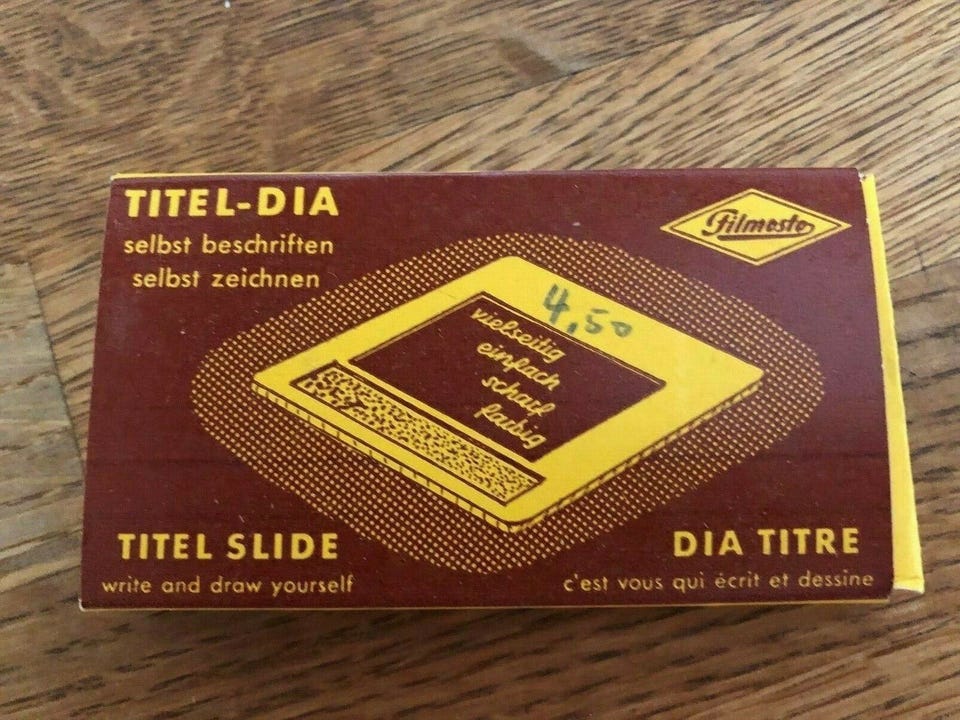 TITEL-DIA
selbst beschriften
selbst zeichnen
Filmosto
4,50
vielseitig
einfach
scharf
farbig
TITEL SLIDE
write and draw yourself
DIA TITRE
c'est vous qui écrit et dessine